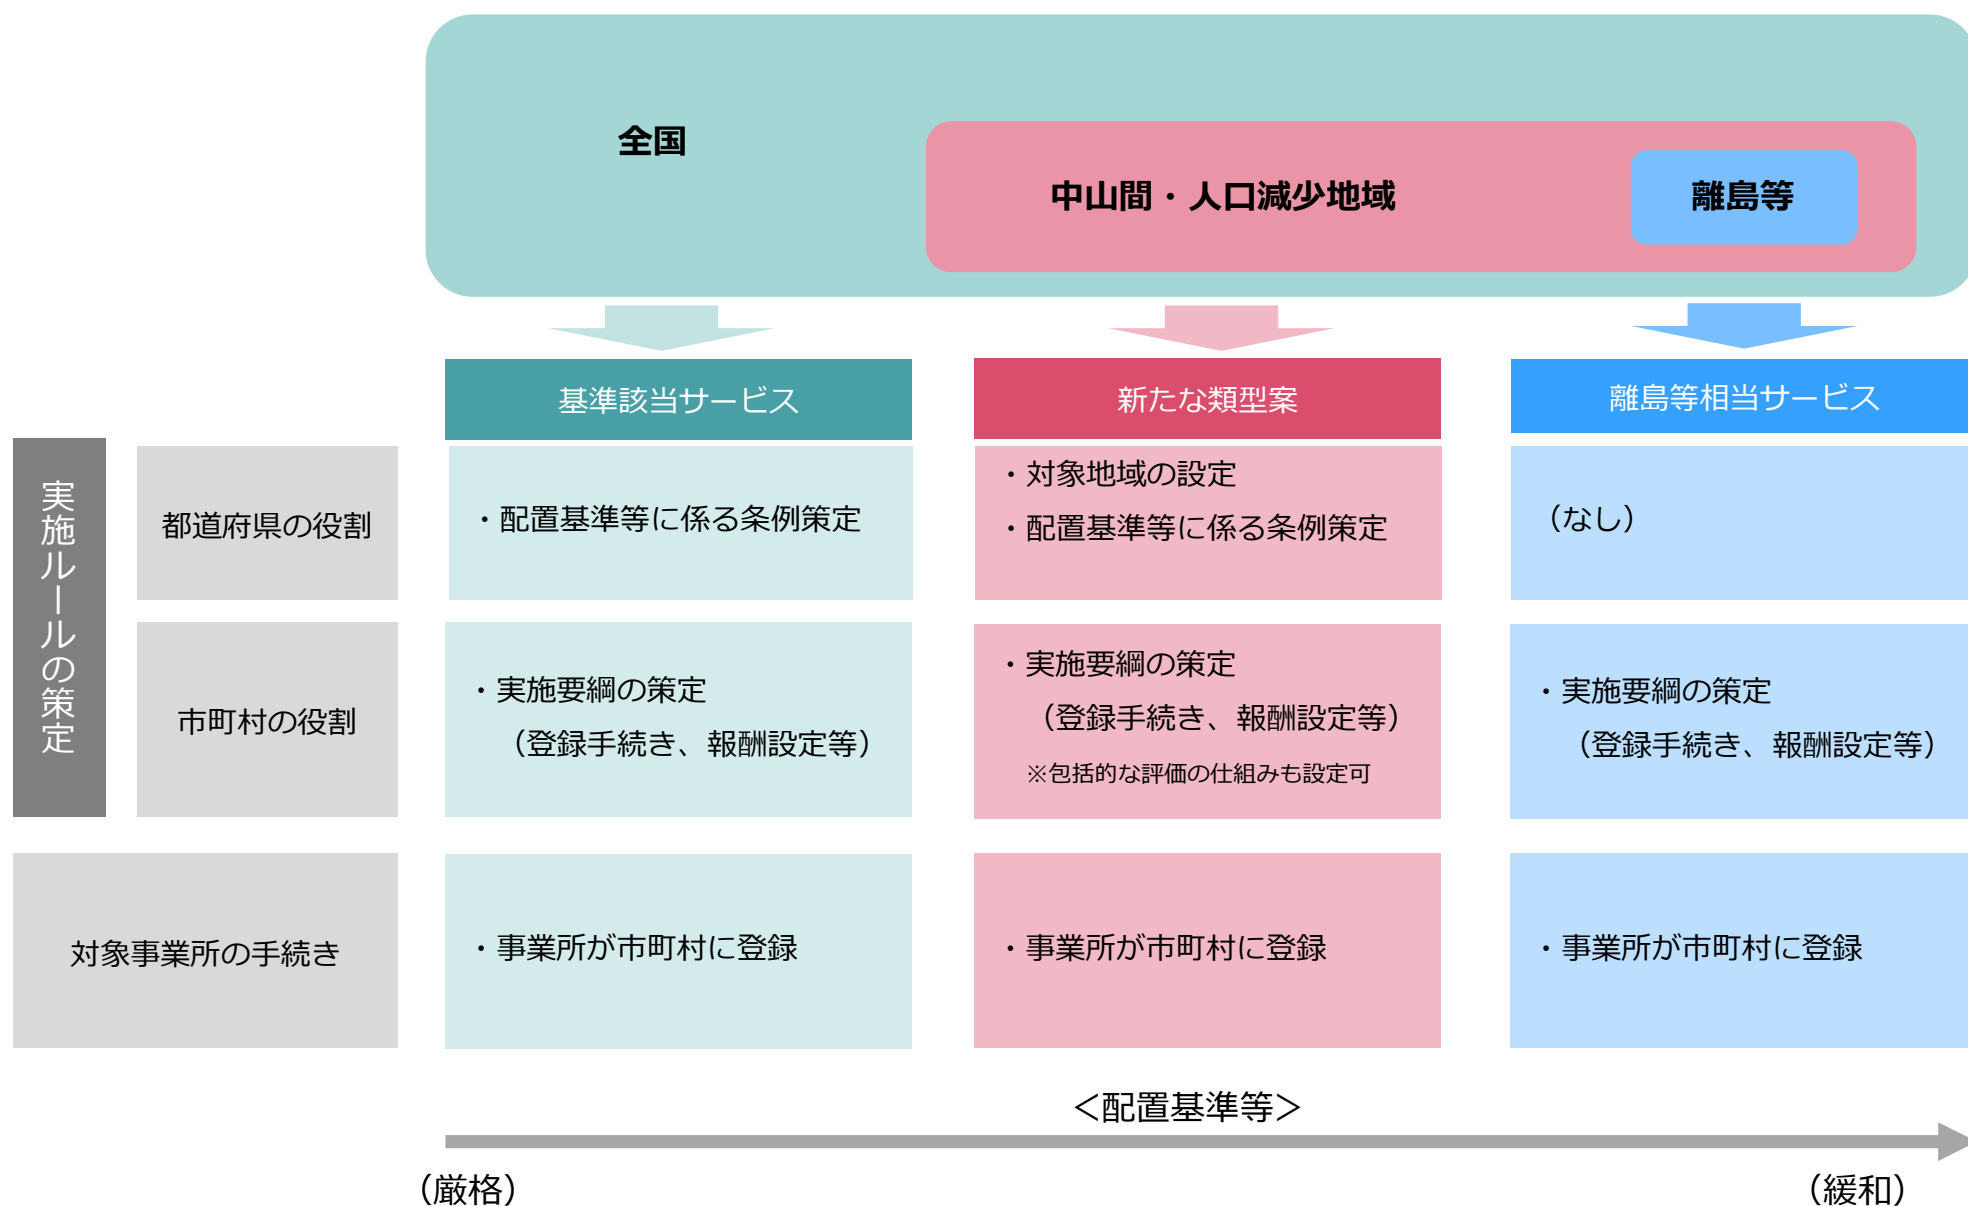 全国
中山間・人口減少地域
離島等
基準該当サービス
新たな類型案
離島等相当サービス
実施ルールの策定
都道府県の役割
・配置基準等に係る条例策定
・対象地域の設定
・配置基準等に係る条例策定
（なし）
市町村の役割
・実施要綱の策定
（登録手続き、報酬設定等）
・実施要綱の策定
（登録手続き、報酬設定等）
※包括的な評価の仕組みも設定可
・実施要綱の策定
（登録手続き、報酬設定等）
対象事業所の手続き
・事業所が市町村に登録
・事業所が市町村に登録
・事業所が市町村に登録
＜配置基準等＞
（厳格）
（緩和）